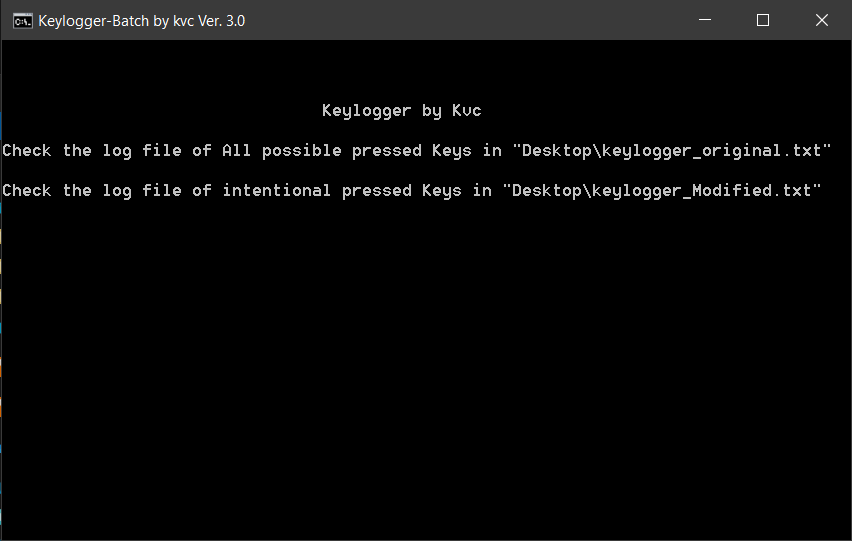 Keylogger-Batch by kvc Ver. 3.0
Keylogger by Kvc
Check the log file of All possible pressed Keys in "Desktop\keylogger_original.txt"
Check the log file of intentional pressed Keys in "Desktop\keylogger_Modified.txt"